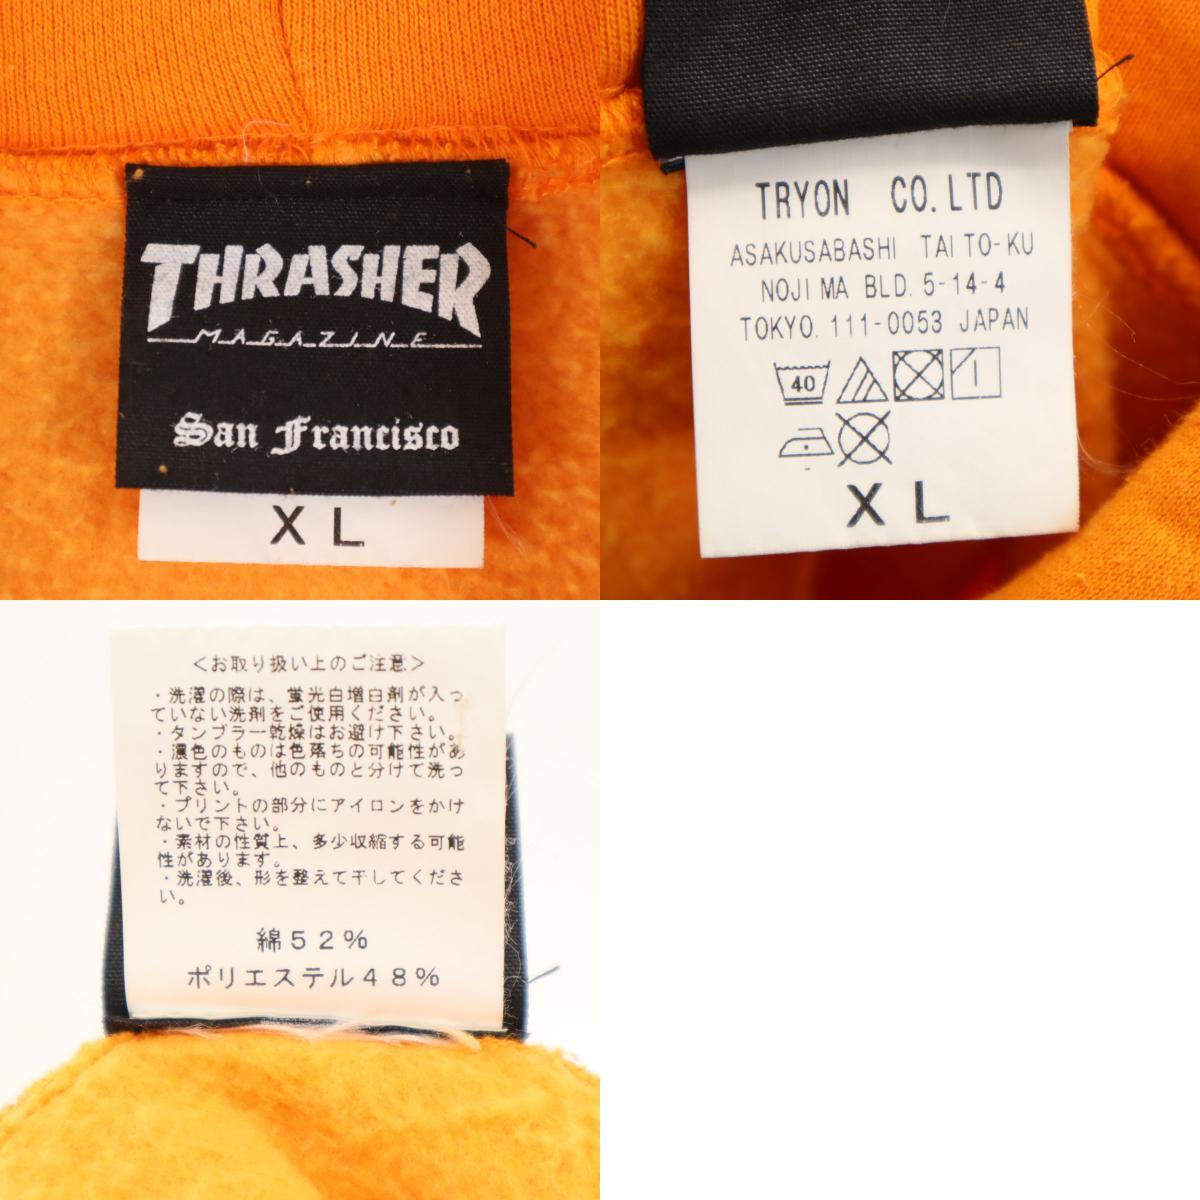 THRASHER
MAGAZINE
San Francisco
XL
TRYON CO.LTD
ASAKUSABASHI TAITO-KU
NOJIMA BLD. 5-14-4
TOKYO. 111-0053 JAPAN
40
XL
<お取り扱い上のご注意>
・洗濯の際は、蛍光白増白剤が入っ
ていない洗剤をご使用ください。
・タンブラー乾燥はお避け下さい。
・濃色のものは色落ちの可能性があ
りますので、他のものと分けて洗っ
て下さい。
・プリントの部分にアイロンをかけ
ないで下さい。
・素材の性質上、多少収縮する可能
性があります。
・洗濯後、形を整えて干してくださ
い。
綿52%
ポリエステル48%